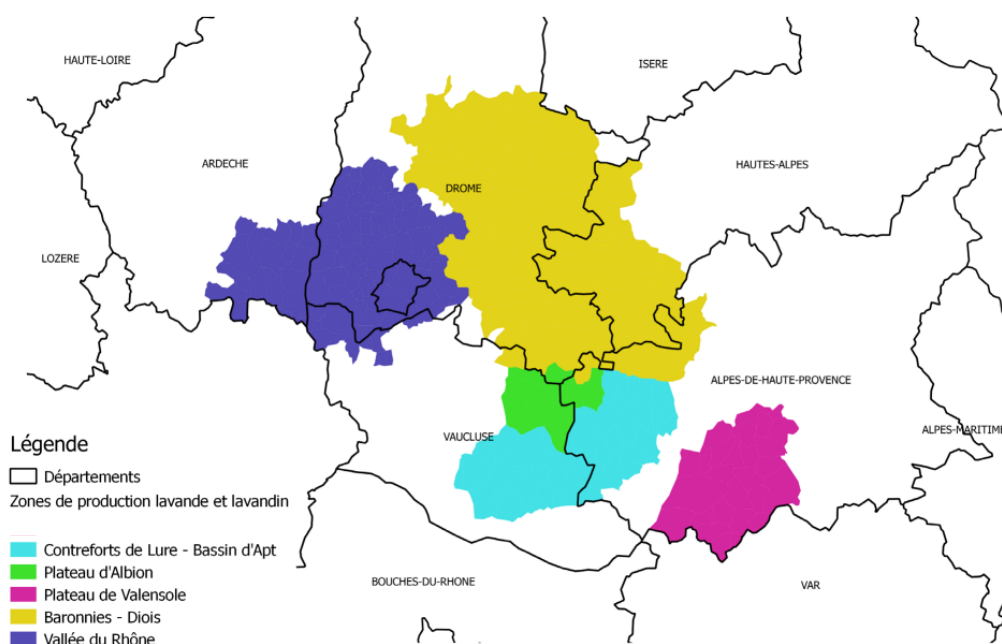 HAUTE-LOIRE
ISERE
ARDECHE
HAUTES-ALPES
DROME
LOZERE
ALPES-DE-HAUTE-PROVENCE
ALPES-MARITIME
VAUCLUSE
BOUCHES-DU-RHONE
VAR
Légende
Départements
Zones de production lavande et lavandin
Contreforts de Lure - Bassin d'Apt
Plateau d'Albion
Plateau de Valensole
Baronnies - Diois
Vallée du Rhône